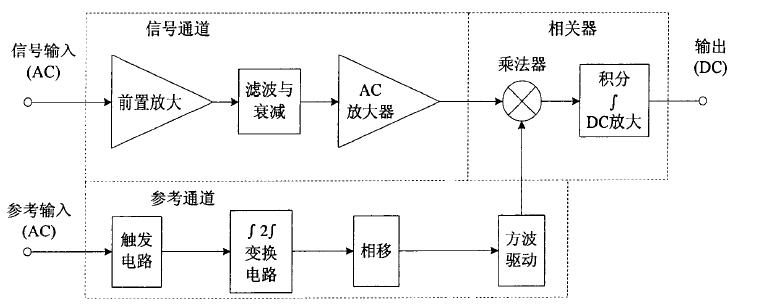 信号通道
相关器
信号输入
(AC)
前置放大
滤波与
衰减
AC
放大器
乘法器
积分
∫
DC放大
输出
(DC)
参考通道
参考输入
(AC)
触发
电路
∫2∫
变换
电路
相移
方波
驱动